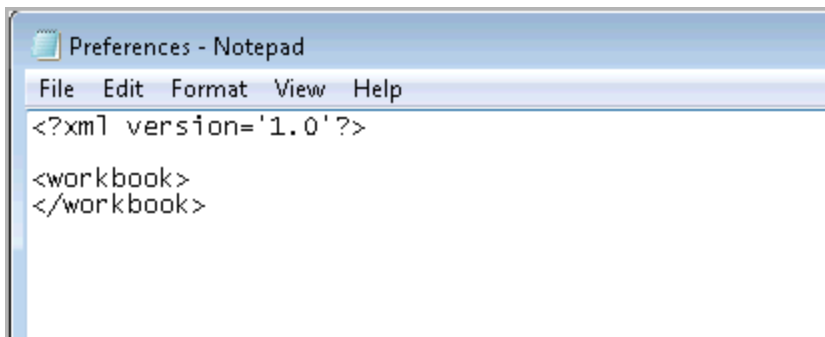 Preferences - Notepad
File Edit Format View Help
<?xml version='1.0'?>
<workbook>
</workbook>